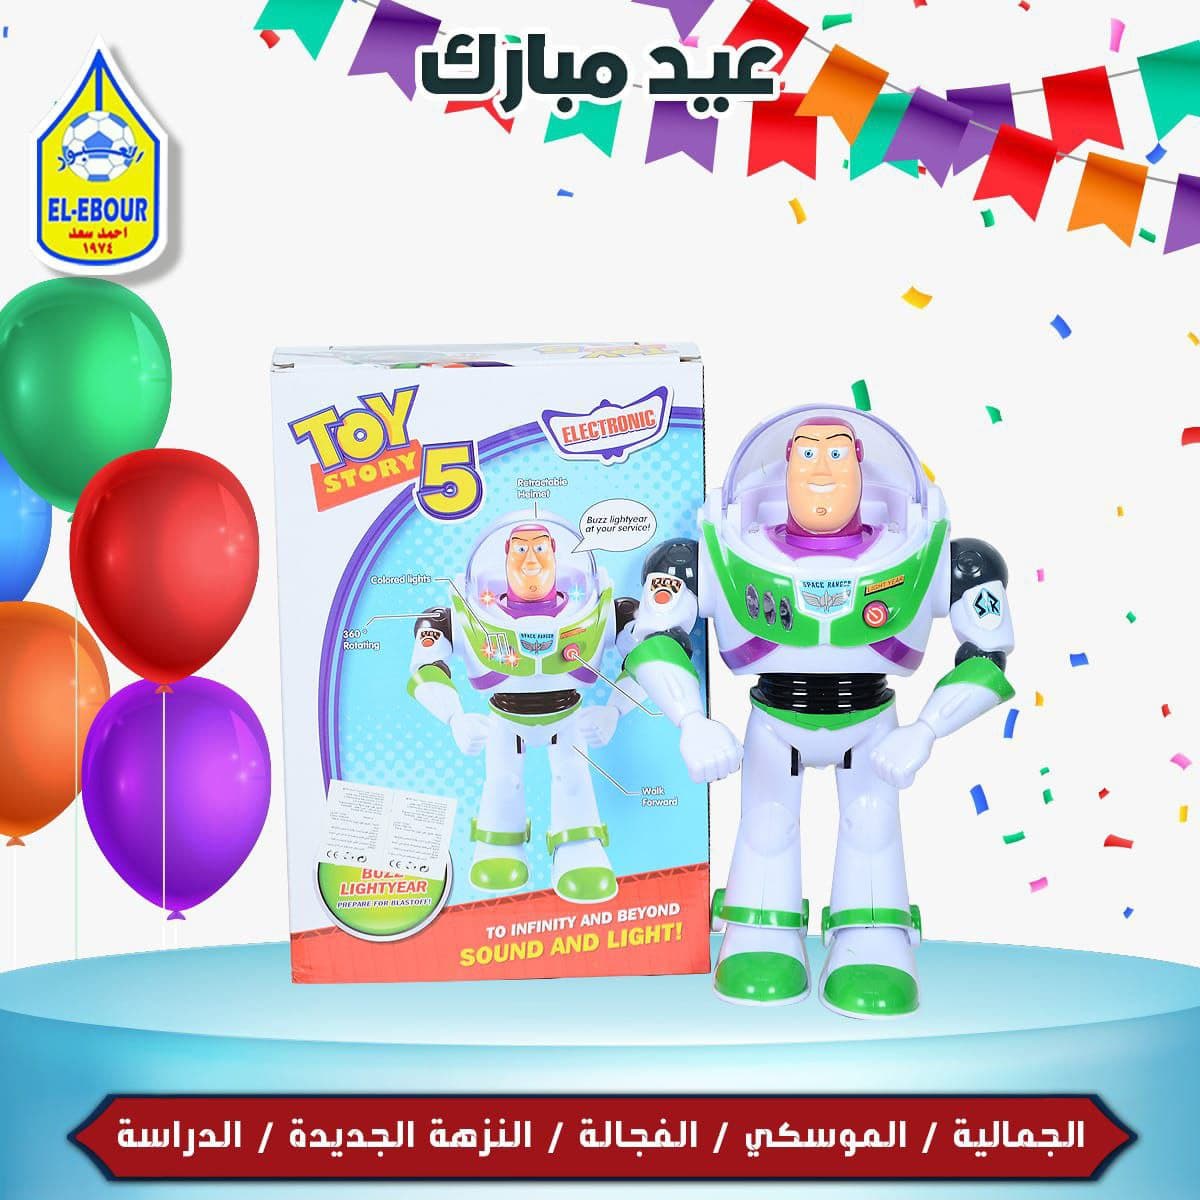 عيد مبارك
العبور
EL-EBOUR
احمد سعد
١٩٧٤
TOY
STORY 5
ELECTRONIC
Retractable
Helmet
Buzz lightyear
at your service!
Colored lights
360°
Rotating
SPACE RANGER
Walk
Forward
BUZZ
LIGHTYEAR
PREPARE FOR BLASTOFF!
TO INFINITY AND BEYOND
SOUND AND LIGHT!
SPACE RANGER
LIGHT-YEAR
SR
الجمالية / الموسكي / الفجالة / النزهة الجديدة / الدراسة